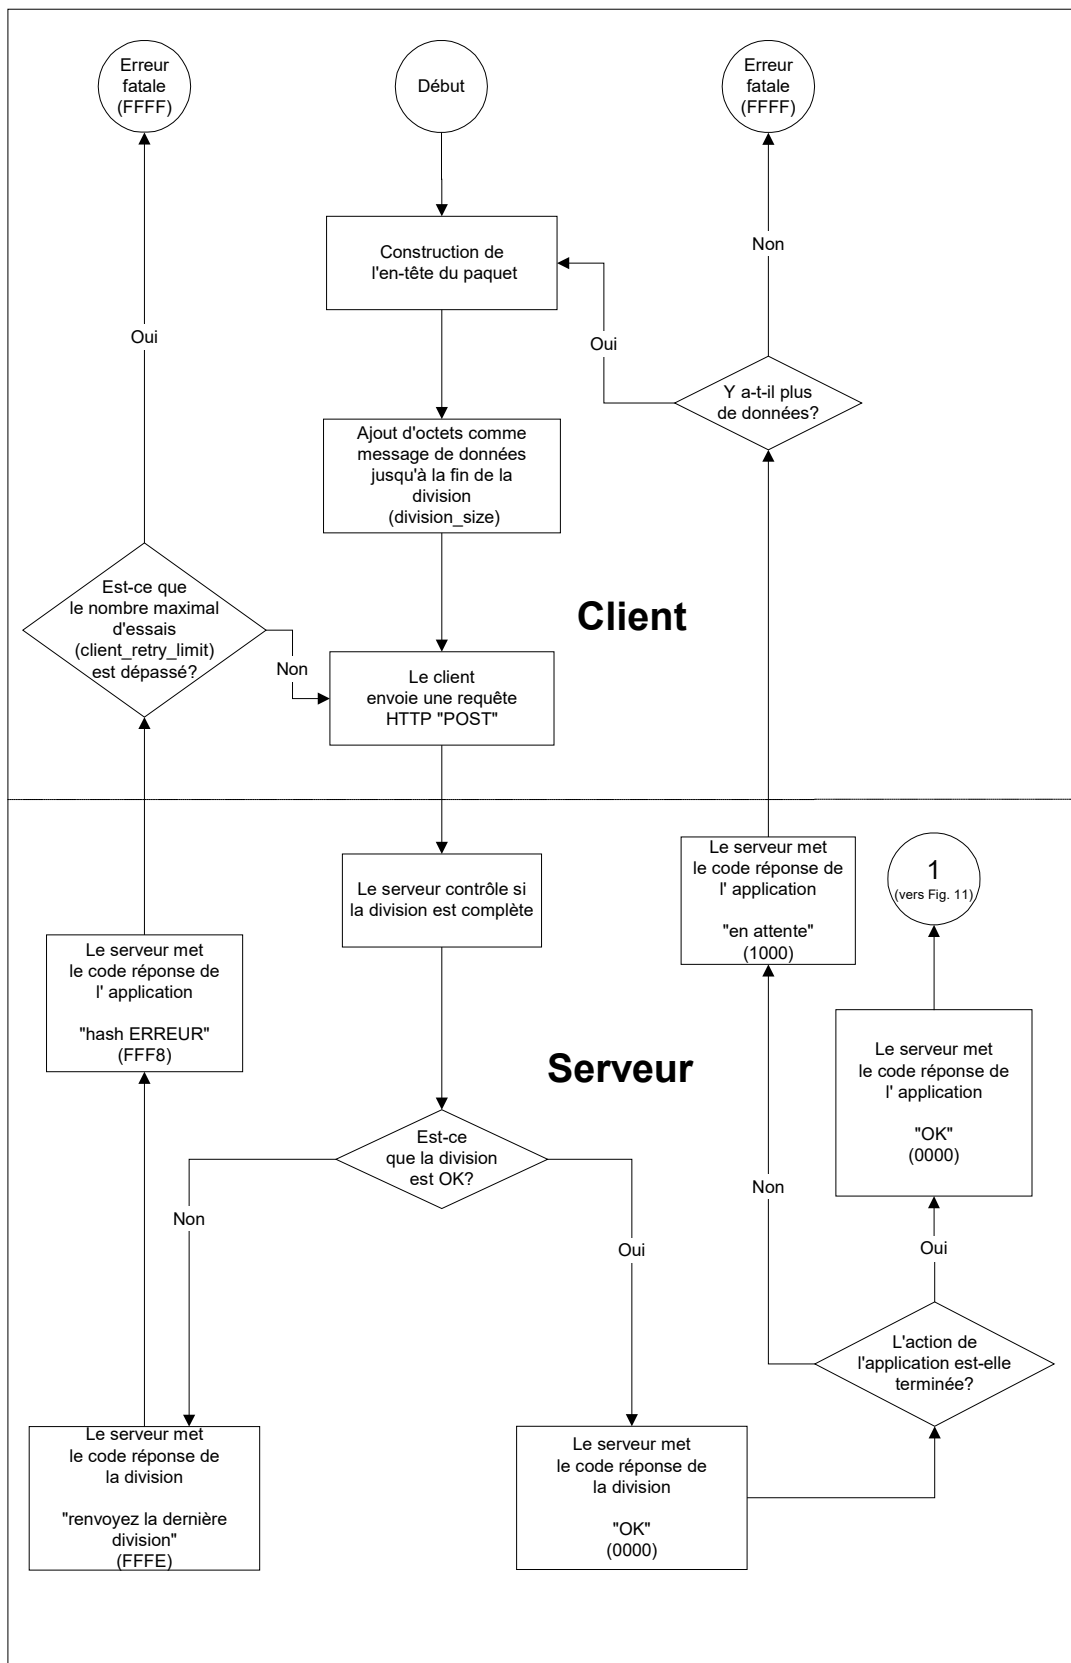 Erreur
fatale
(FFFF)
Début
Erreur
fatale
(FFFF)
Construction de
l'en-tête du paquet
Non
Oui
Oui
Y a-t-il plus
de données?
Ajout d'octets comme
message de données
jusqu'à la fin de la
division
(division_size)
Est-ce que
le nombre maximal
d'essais
(client_retry_limit)
est dépassé?
Client
Non
Le client
envoie une requête
HTTP "POST"
Le serveur met
le code réponse de
l' application
"en attente"
(1000)
1
(vers Fig. 11)
Le serveur contrôle si
la division est complète
Le serveur met
le code réponse de
l' application
"hash ERREUR"
(FFF8)
Serveur
Le serveur met
le code réponse de
l' application
"OK"
(0000)
Est-ce
que la division
est OK?
Non
Non
Oui
Oui
L'action de
l'application est-elle
terminée?
Le serveur met
le code réponse de
la division
"renvoyez la dernière
division"
(FFFE)
Le serveur met
le code réponse de
la division
"OK"
(0000)